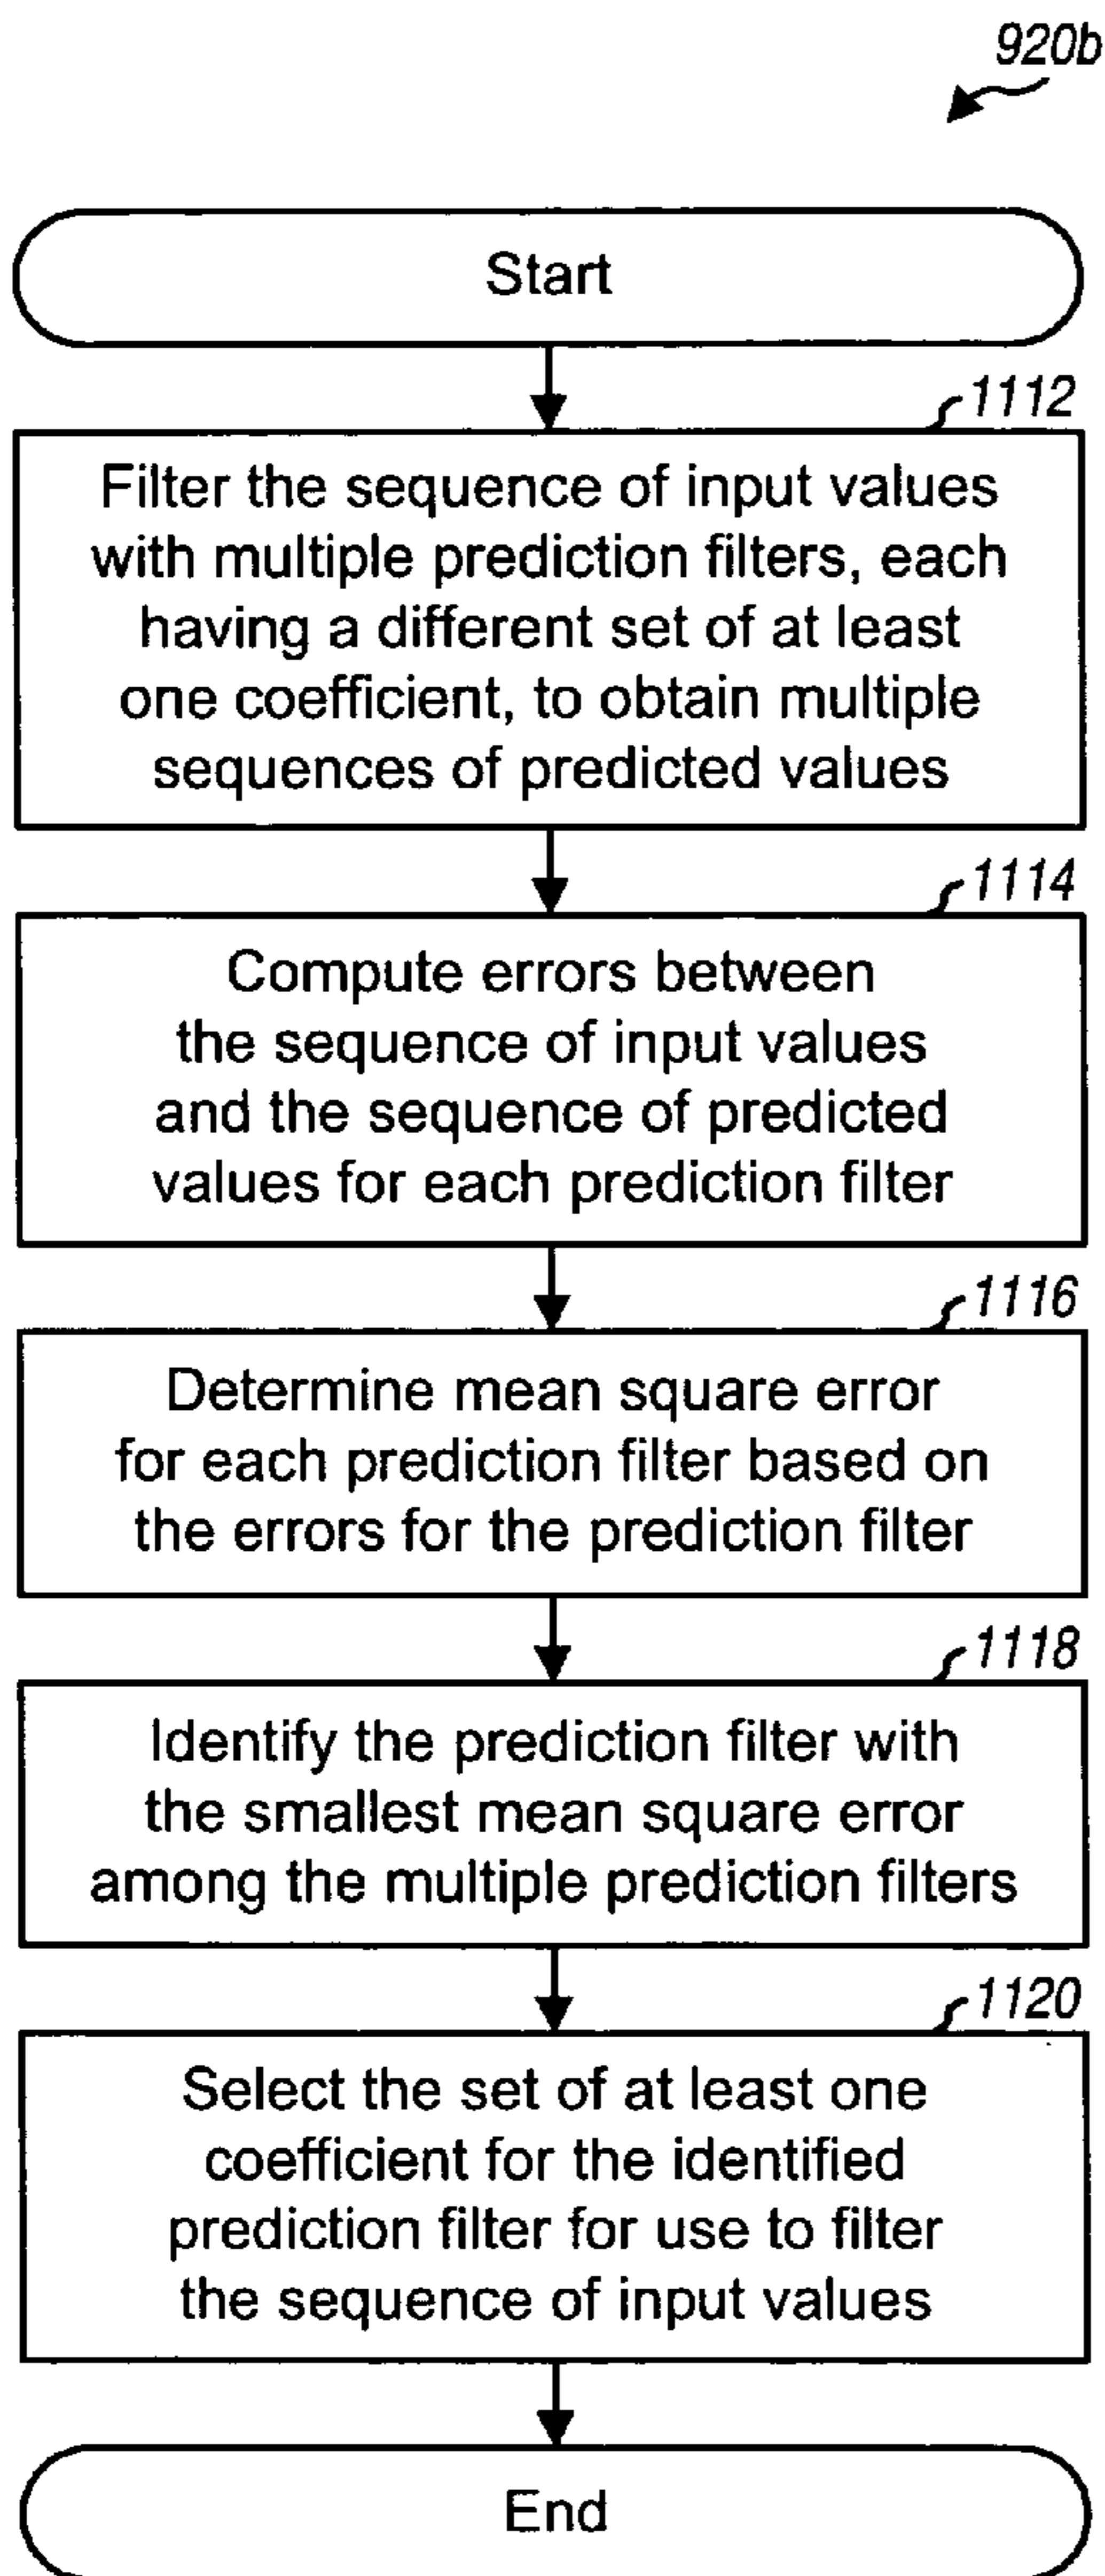 920b
Start
1112
Filter the sequence of input values
with multiple prediction filters, each
having a different set of at least
one coefficient, to obtain multiple
sequences of predicted values
1114
Compute errors between
the sequence of input values
and the sequence of predicted
values for each prediction filter
1116
Determine mean square error
for each prediction filter based on
the errors for the prediction filter
1118
Identify the prediction filter with
the smallest mean square error
among the multiple prediction filters
1120
Select the set of at least one
coefficient for the identified
prediction filter for use to filter
the sequence of input values
End